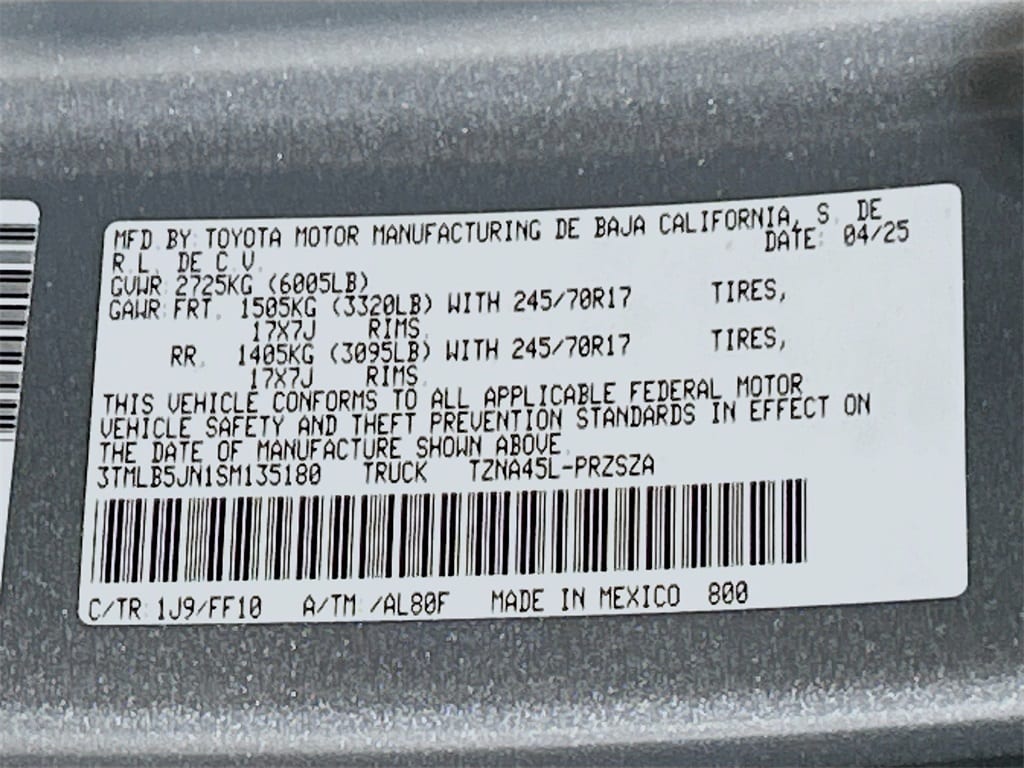 MFD. BY: TOYOTA MOTOR MANUFACTURING DE BAJA CALIFORNIA, S. DE
R.L. DE C.V. DATE: 04/25
GVWR: 2725KG (6005LB)
GAWR: FRT. 1505KG (3320LB) WITH 245/70R17 TIRES,
17X7J RIMS.
RR. 1405KG (3095LB) WITH 245/70R17 TIRES,
17X7J RIMS.
THIS VEHICLE CONFORMS TO ALL APPLICABLE FEDERAL MOTOR
VEHICLE SAFETY AND THEFT PREVENTION STANDARDS IN EFFECT ON
THE DATE OF MANUFACTURE SHOWN ABOVE.
3TMLB5JN1SM135180 TRUCK TZNA45L-PRZSZA
C/TR: 1J9/FF10 A/TM: /AL80F MADE IN MEXICO 800